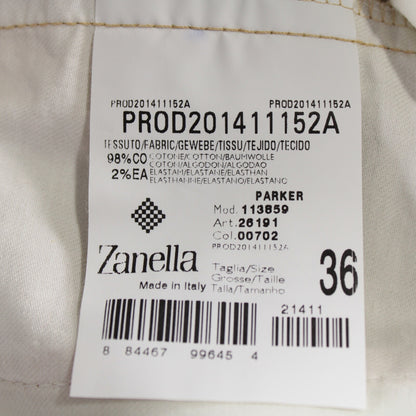 PROD201411152A PROD201411152A
PROD201411152A
TESSUTO/FABRIC/GEWEBE/TISSU/TEJIDO/TECIDO
98%CO COTONE/COTTON/BAUMWOLLE
COTON/ALGODON/ALGODAO
2%EA ELASTAM/ELASTANE/ELASTHAN
ELASTHANNE/ELASTANO/ELASTANO
PARKER
Mod. 113659
Art. 26191
Col. 00702
PROD201411152A
Zanella
Made in Italy
Taglia/Size
Grosse/Taille
Talla/Tamanho
36
21411
8 84467 99645 4